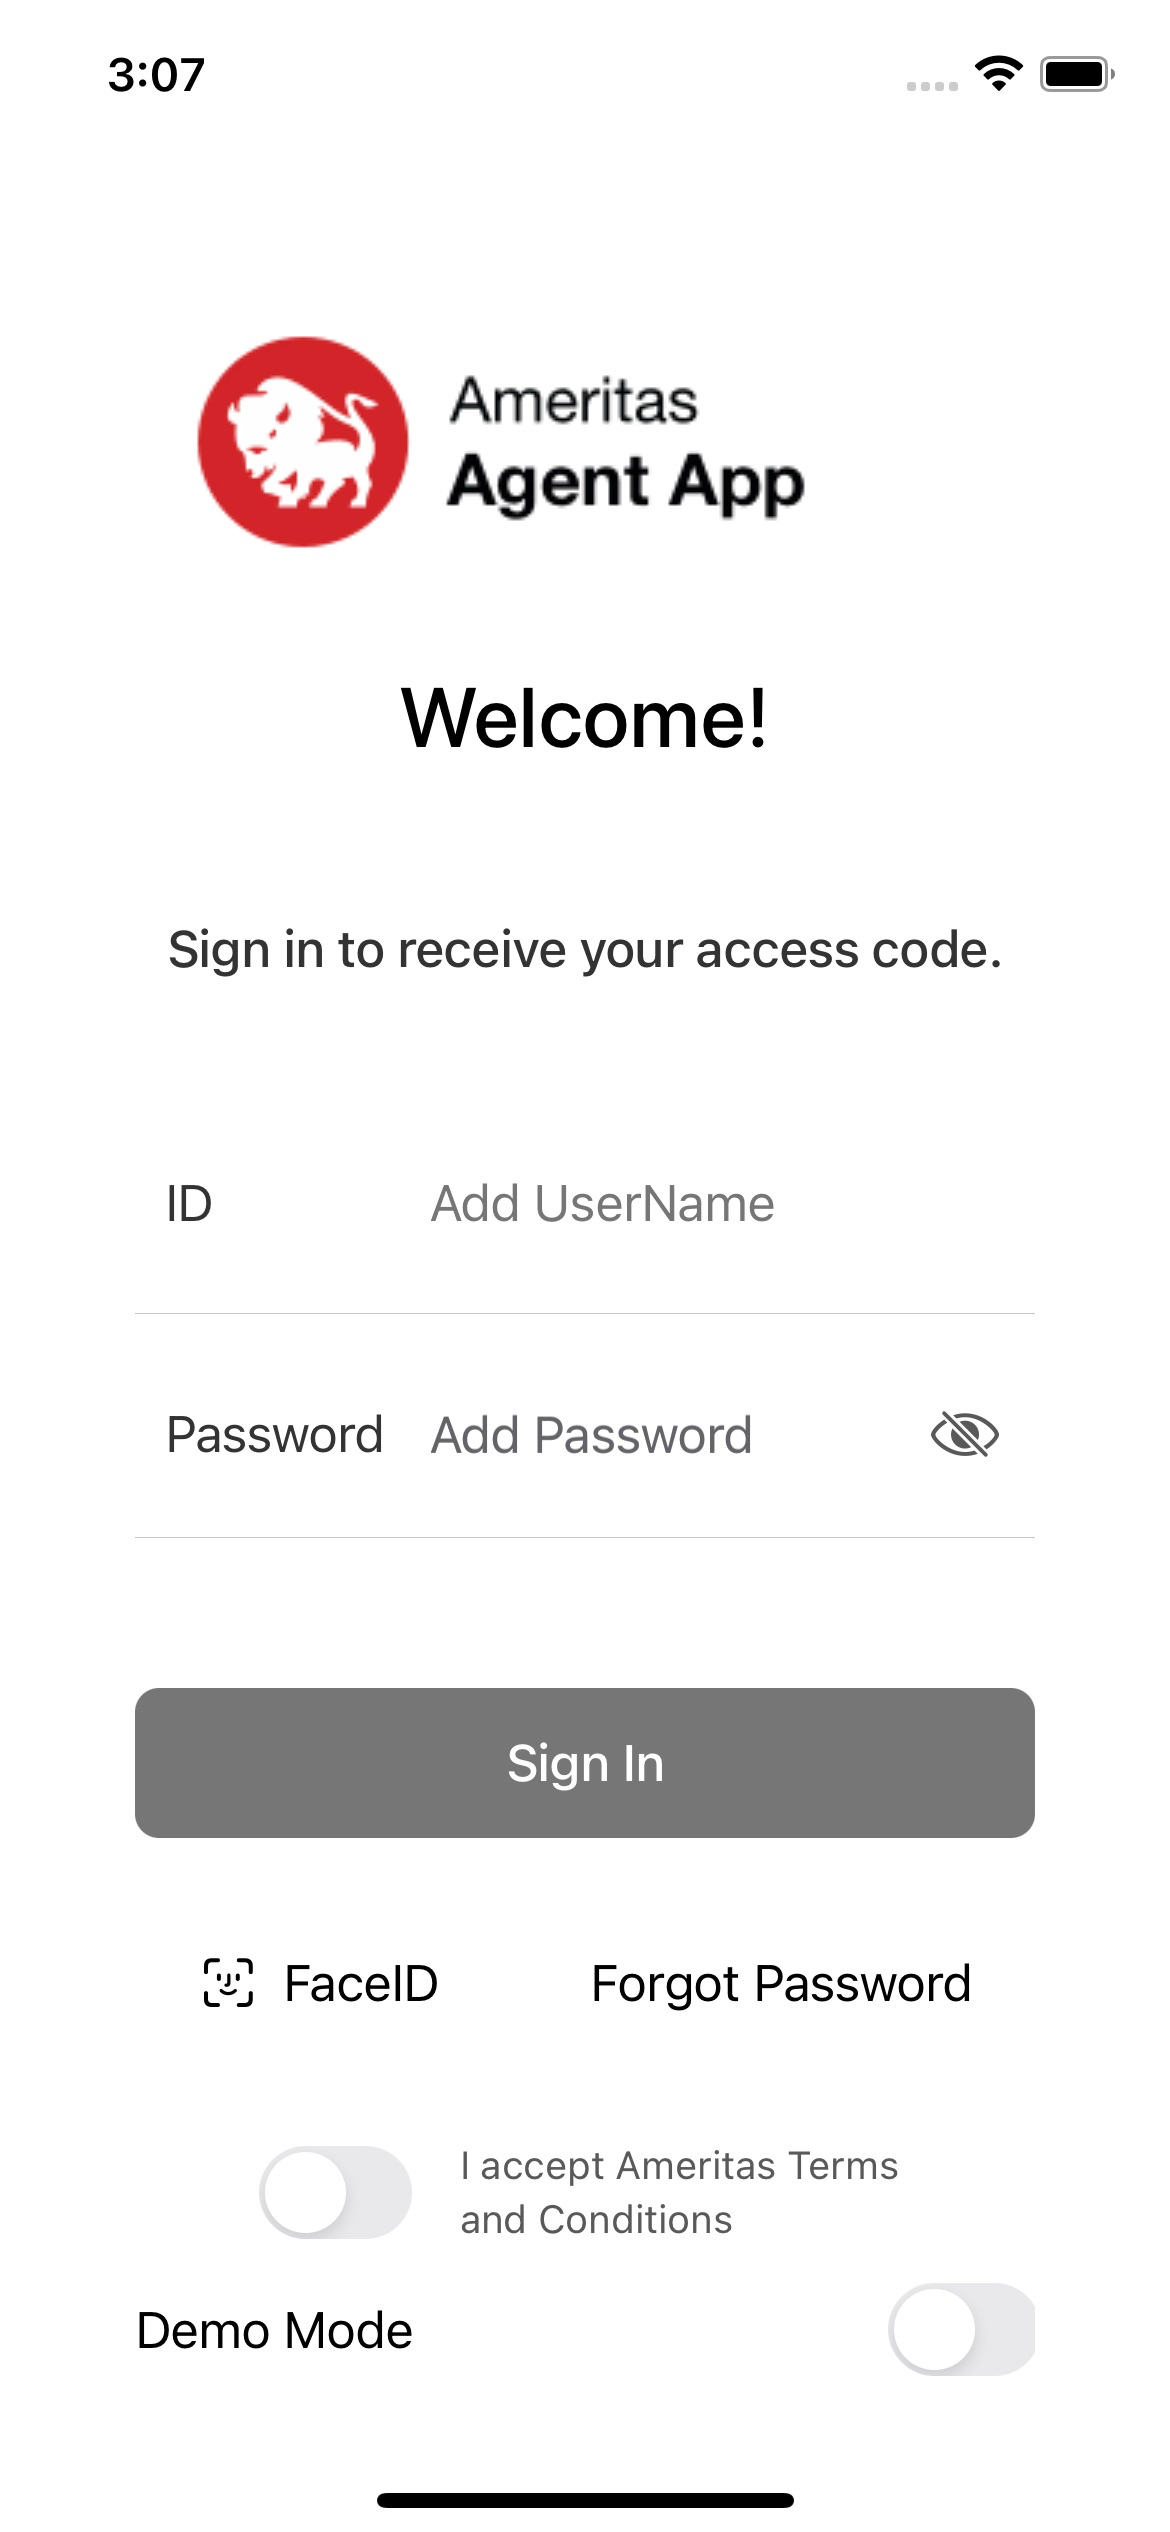 3:07
Ameritas
Agent App
Welcome!
Sign in to receive your access code.
ID Add UserName
Password Add Password
Sign In
FaceID Forgot Password
I accept Ameritas Terms
and Conditions
Demo Mode